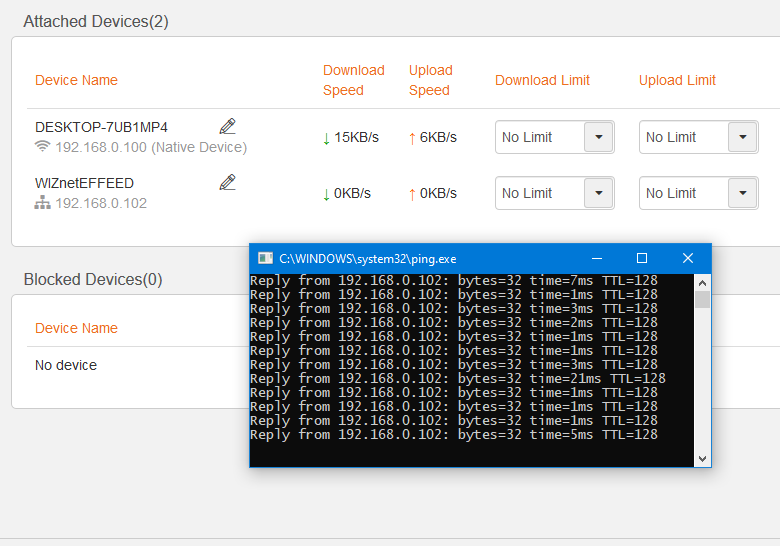 Attached Devices(2)
Device Name
Download Speed
Upload Speed
Download Limit
Upload Limit
DESKTOP-7UB1MP4
192.168.0.100 (Native Device)
↓ 15KB/s
↑ 6KB/s
No Limit
No Limit
WIZnetEFFEED
192.168.0.102
↓ 0KB/s
↑ 0KB/s
No Limit
No Limit
Blocked Devices(0)
Device Name
No device
C:\WINDOWS\system32\ping.exe
Reply from 192.168.0.102: bytes=32 time=7ms TTL=128
Reply from 192.168.0.102: bytes=32 time=1ms TTL=128
Reply from 192.168.0.102: bytes=32 time=3ms TTL=128
Reply from 192.168.0.102: bytes=32 time=2ms TTL=128
Reply from 192.168.0.102: bytes=32 time=1ms TTL=128
Reply from 192.168.0.102: bytes=32 time=1ms TTL=128
Reply from 192.168.0.102: bytes=32 time=3ms TTL=128
Reply from 192.168.0.102: bytes=32 time=21ms TTL=128
Reply from 192.168.0.102: bytes=32 time=1ms TTL=128
Reply from 192.168.0.102: bytes=32 time=1ms TTL=128
Reply from 192.168.0.102: bytes=32 time=1ms TTL=128
Reply from 192.168.0.102: bytes=32 time=5ms TTL=128